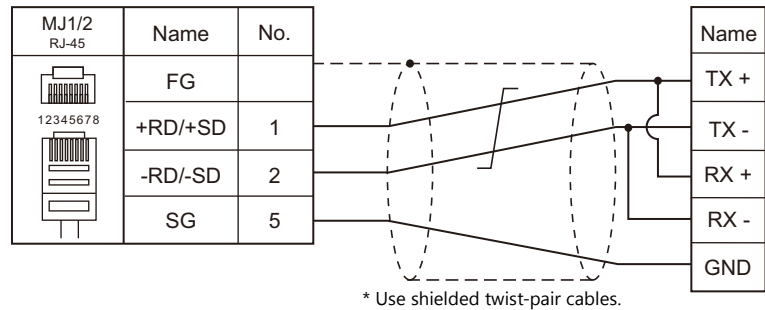 MJ1/2 Name No. Name
RJ-45
FG TX +
12345678
+RD/+SD 1 TX -
-RD/-SD 2 RX +
SG 5 RX -
GND
* Use shielded twist-pair cables.